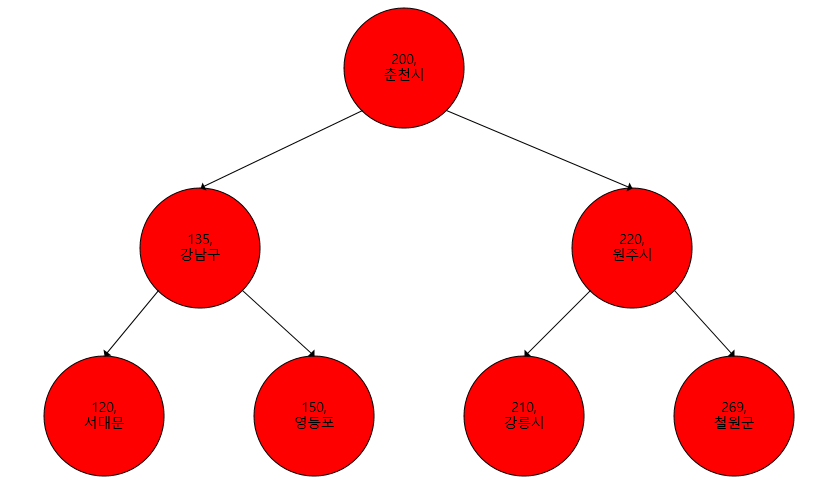 200,
춘천시
135,
강남구
220,
원주시
120,
서대문
150,
영등포
210,
강릉시
269,
철원군